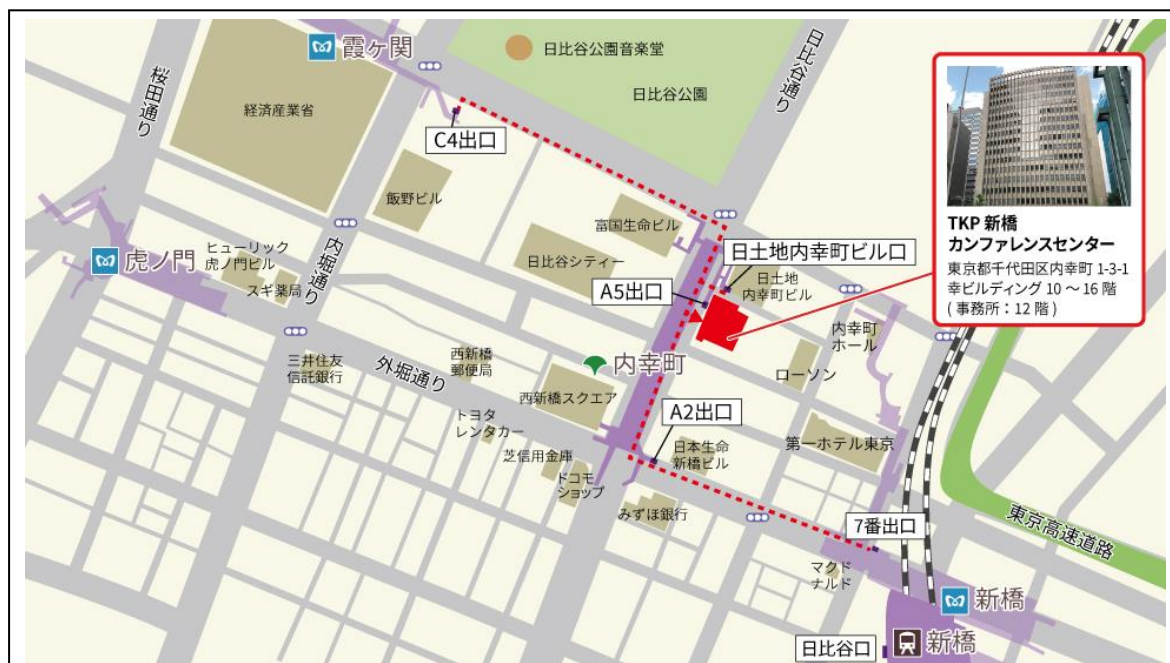 霞ヶ関
日比谷公園音楽堂
日比谷通り
日比谷公園
桜田通り
経済産業省
C4出口
飯野ビル
富国生命ビル
内堀通り
虎ノ門
ヒューリック
虎ノ門ビル
スギ薬局
日比谷シティー
日土地内幸町ビル口
日土地
内幸町ビル
A5出口
TKP 新橋
カンファレンスセンター
東京都千代田区内幸町 1-3-1
幸ビルディング 10 ～ 16 階
( 事務所：12 階 )
内幸町
ホール
三井住友
信託銀行
外堀通り
西新橋
郵便局
内幸町
ローソン
西新橋スクエア
トヨタ
レンタカー
A2出口
芝信用金庫
ドコモ
ショップ
日本生命
新橋ビル
第一ホテル東京
みずほ銀行
7番出口
東京高速道路
マクド
ナルド
新橋
日比谷口
新橋